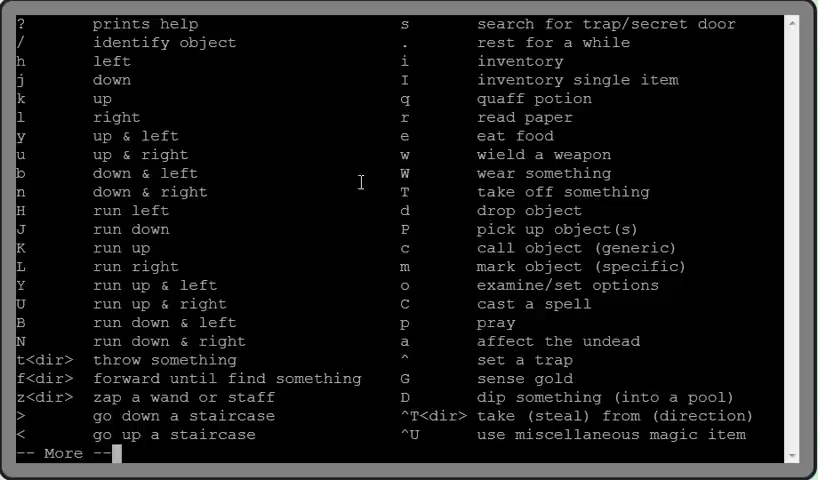 ?       prints help                     s       search for trap/secret door
/       identify object                 .       rest for a while
h       left                            i       inventory
j       down                            I       inventory single item
k       up                              q       quaff potion
l       right                           r       read paper
y       up & left                       e       eat food
u       up & right                      w       wield a weapon
b       down & left                     W       wear something
n       down & right                    T       take off something
H       run left                        d       drop object
J       run down                        P       pick up object(s)
K       run up                          c       call object (generic)
L       run right                       m       mark object (specific)
Y       run up & left                   o       examine/set options
U       run up & right                  C       cast a spell
B       run down & left                 p       pray
N       run down & right                a       affect the undead
t<dir>  throw something                 ^       set a trap
f<dir>  forward until find something    G       sense gold
z<dir>  zap a wand or staff             D       dip something (into a pool)
>       go down a staircase             ^T<dir> take (steal) from (direction)
<       go up a staircase               ^U      use miscellaneous magic item
-- More --